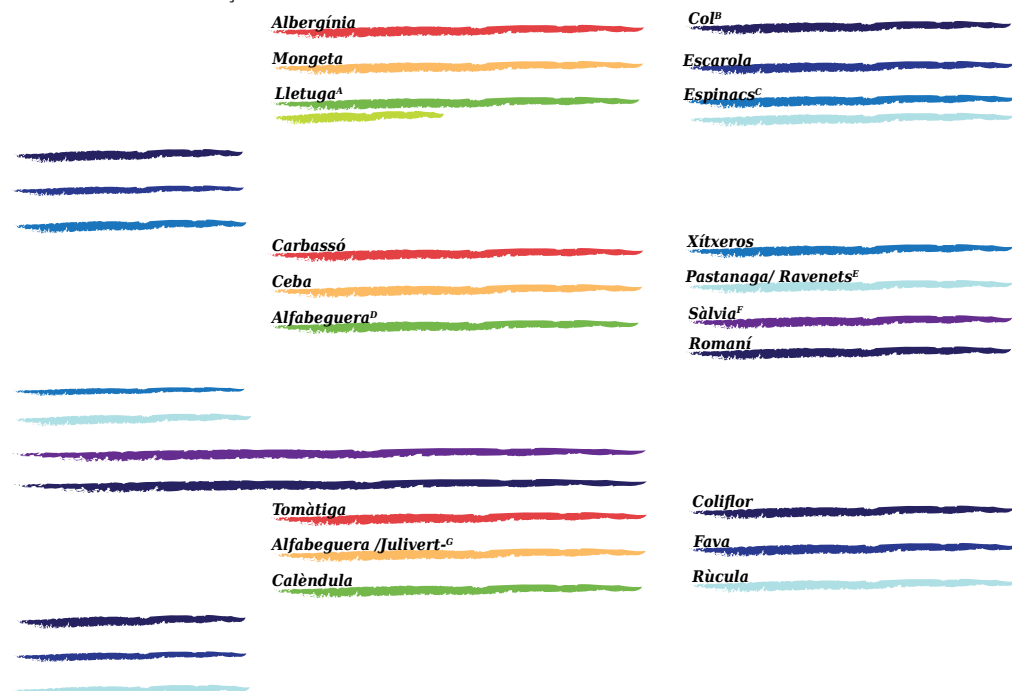 Albergínia
Mongeta
Lletugaᴬ
Colᴮ
Escarola
Espinacsᶜ
Carbassó
Ceba
Alfabegueraᴰ
Xítxeros
Pastanaga/ Ravenetsᴱ
Sàlviaᶠ
Romaní
Tomàtiga
Alfabeguera /Julivert-ᴳ
Calèndula
Coliflor
Fava
Rùcula